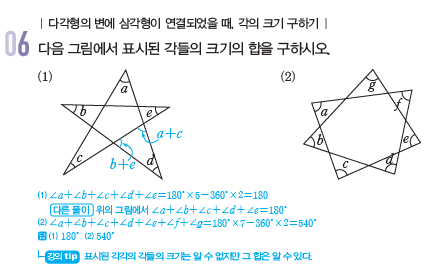 | 다각형의 변에 삼각형이 연결되었을 때, 각의 크기 구하기 |
06 다음 그림에서 표시된 각들의 크기의 합을 구하시오.
(1) (2)
a
b
e
c
d
a+c
b+e
g
f
a
b
e
c
d
(1) ∠a+∠b+∠c+∠d+∠e=180°×5-360°×2=180
다른 풀이 위의 그림에서 ∠a+∠b+∠c+∠d+∠e=180°
(2) ∠a+∠b+∠c+∠d+∠e+∠f+∠g=180°×7-360°×2=540°
답 (1) 180° (2) 540°
강의 tip 표시된 각각의 각들의 크기는 알 수 없지만 그 합은 알 수 있다.